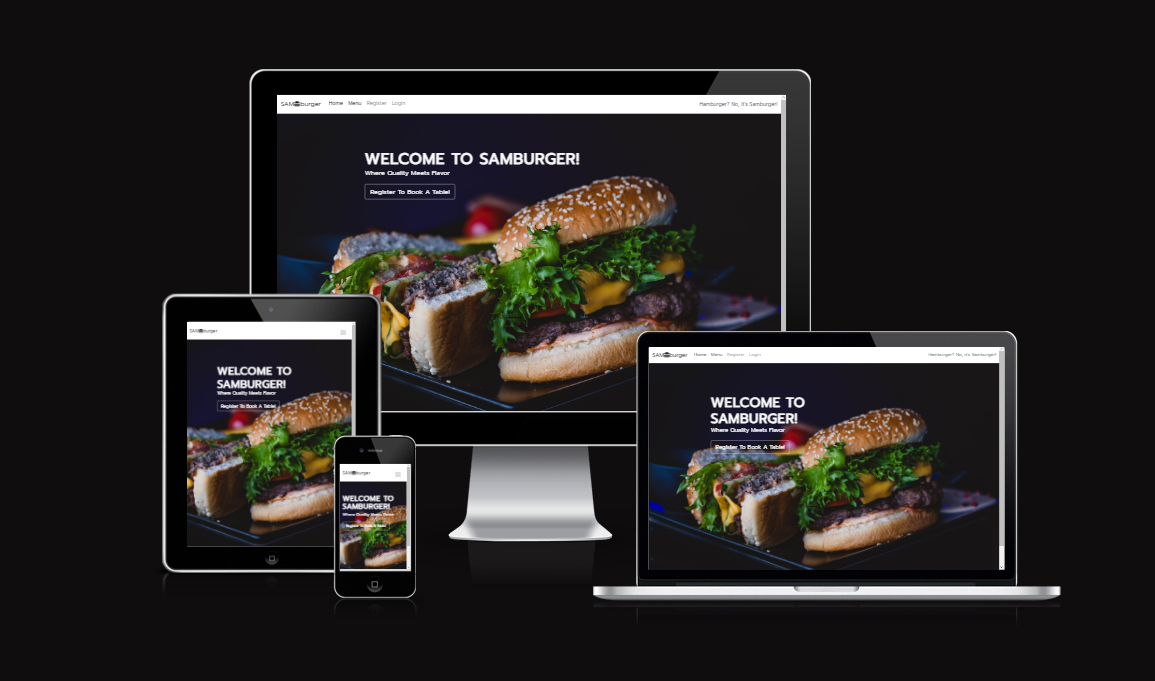 SAMburger Home Menu Register Login Hamburger? No, it's Samburger!
WELCOME TO SAMBURGER!
Where Quality Meets Flavor
Register To Book A Table!
SAMburger
WELCOME TO
SAMBURGER!
Where Quality Meets Flavor
Register To Book A Table!
SAMburger
WELCOME TO
SAMBURGER!
Where Quality Meets Flavor
Register To Book A Table!
SAMburger Home Menu Register Login Hamburger? No, it's Samburger!
WELCOME TO
SAMBURGER!
Where Quality Meets Flavor
Register To Book A Table!